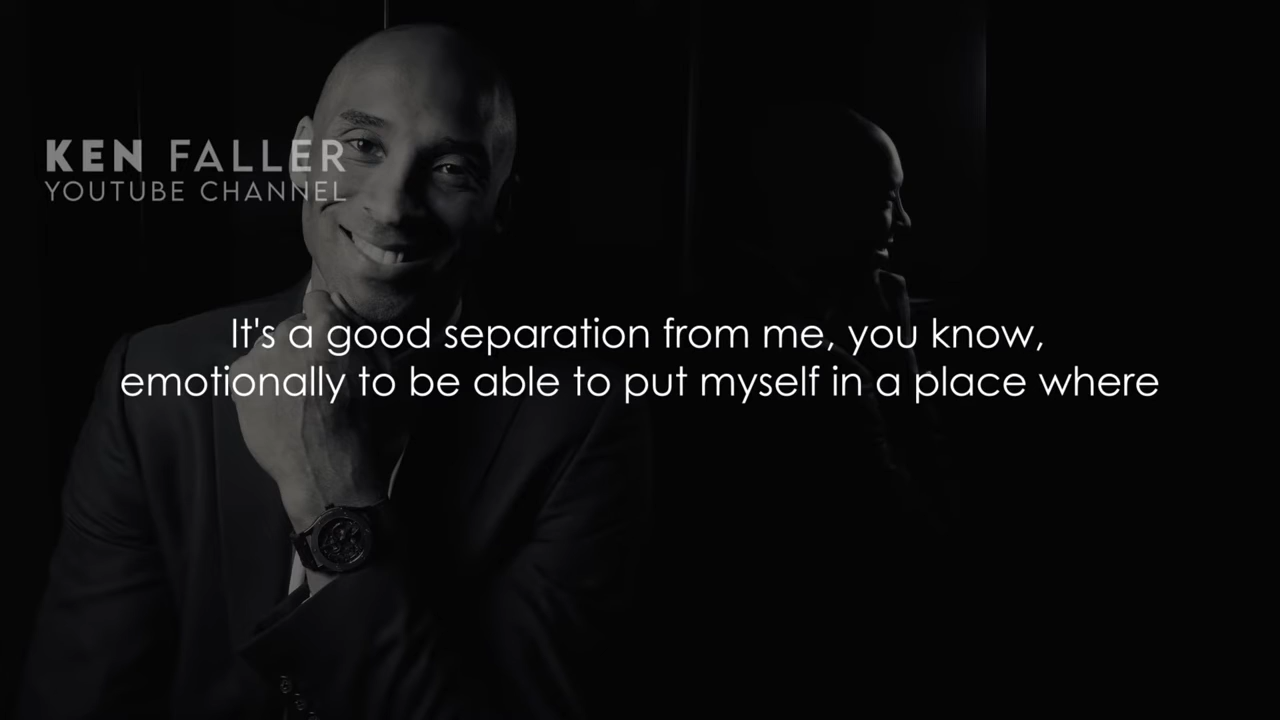 KEN FALLER
YOUTUBE CHANNEL
It's a good separation from me, you know,
emotionally to be able to put myself in a place where